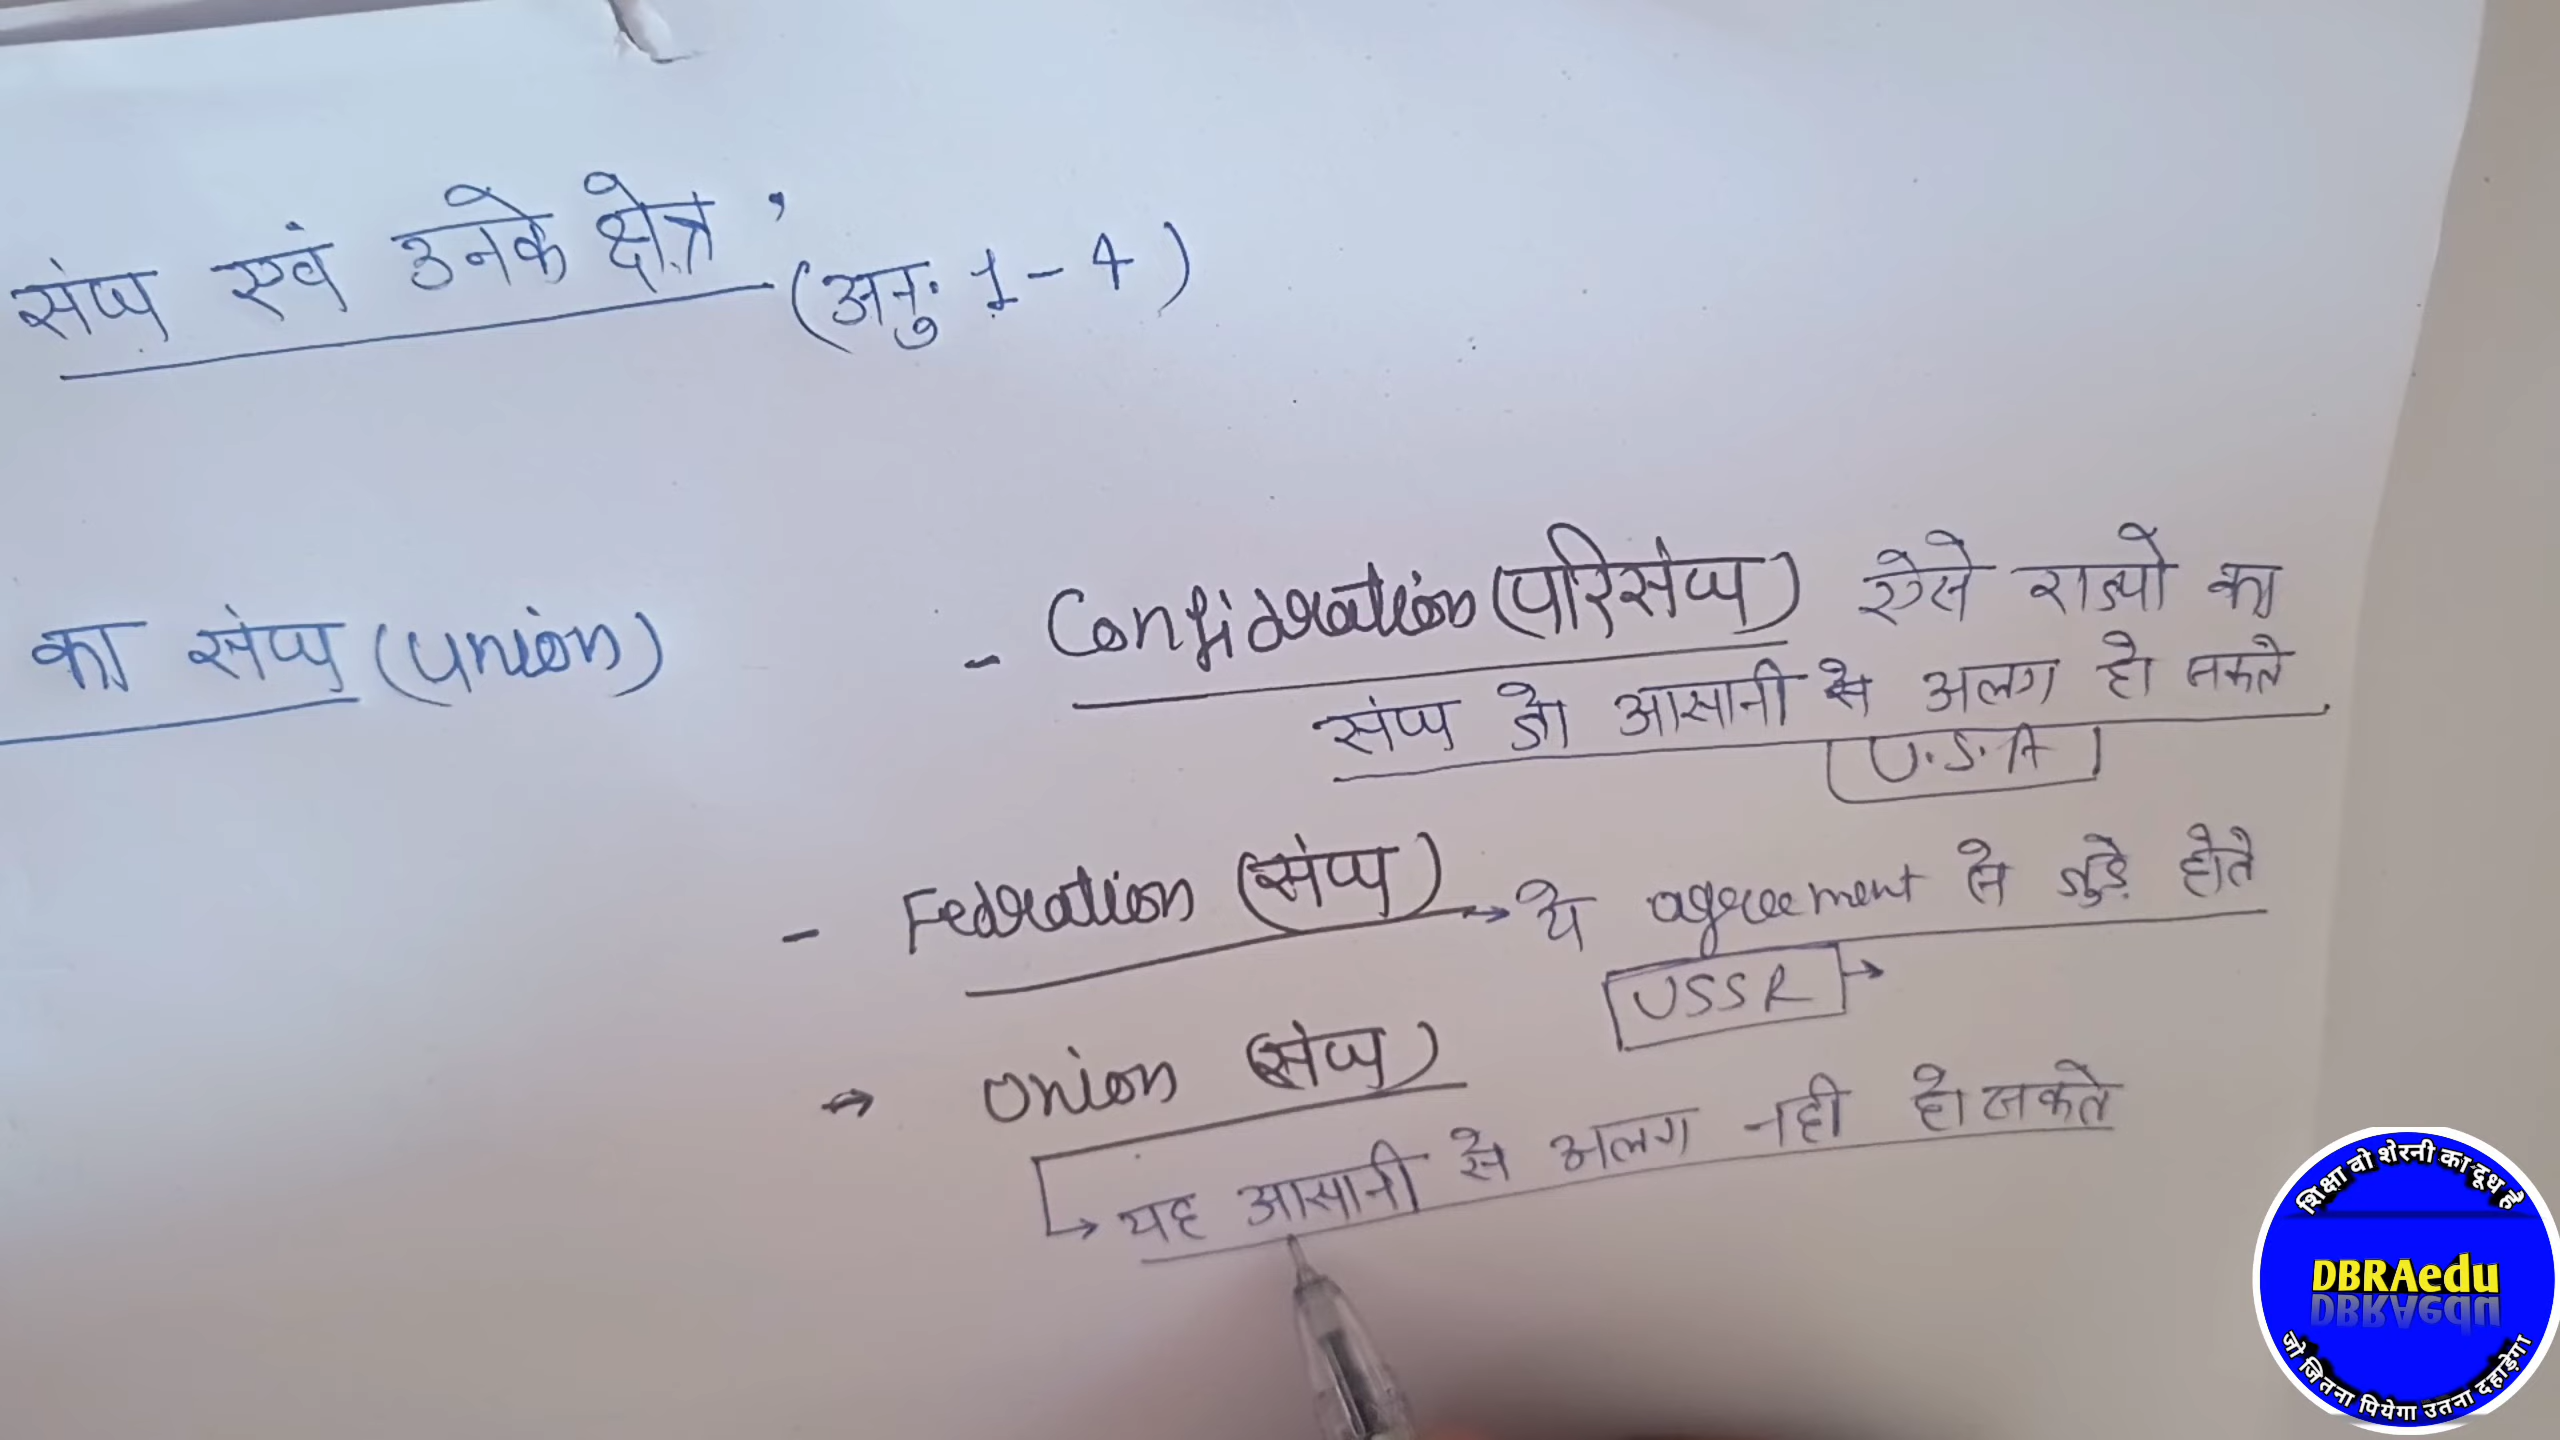 संघ एवं उनके क्षेत्र' (अनु: 1-4)
का संघ (Union)
- Confidration (परिसंघ) ऐसे राज्यो का
संघ जो आसानी से अलग हो सकते
U.S.A
- Fedration (संघ) → ये agreement से जुड़े होते
USSR →
→ Union (संघ)
→ यह आसानी से अलग नही हो सकते
शिक्षा वो शेरनी का दूध है
DBRAedu
जो जितना पियेगा उतना दहाड़ेगा